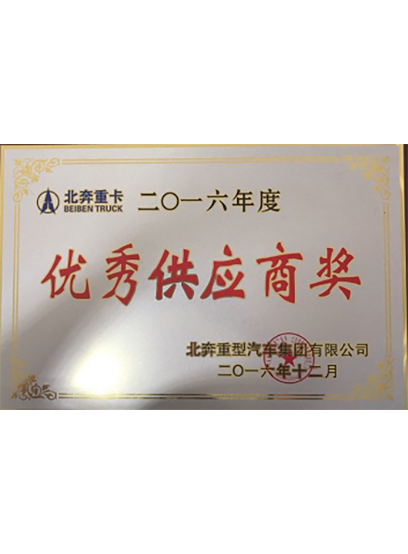 北奔重卡 二〇一六年度
BEIBEN TRUCK
优秀供应商奖
北奔重型汽车集团有限公司
二〇一六年十二月